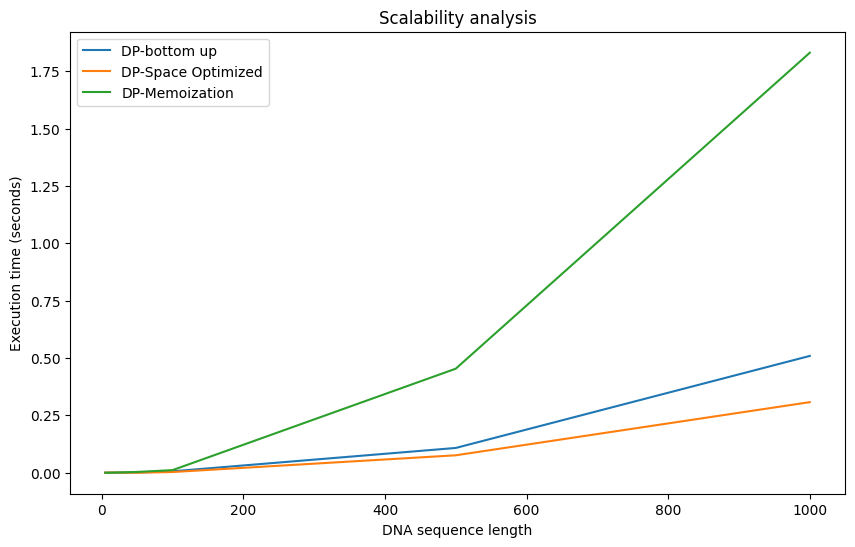 Scalability analysis
DP-bottom up
DP-Space Optimized
DP-Memoization
1.75
1.50
1.25
1.00
0.75
0.50
0.25
0.00
Execution time (seconds)
0 200 400 600 800 1000
DNA sequence length